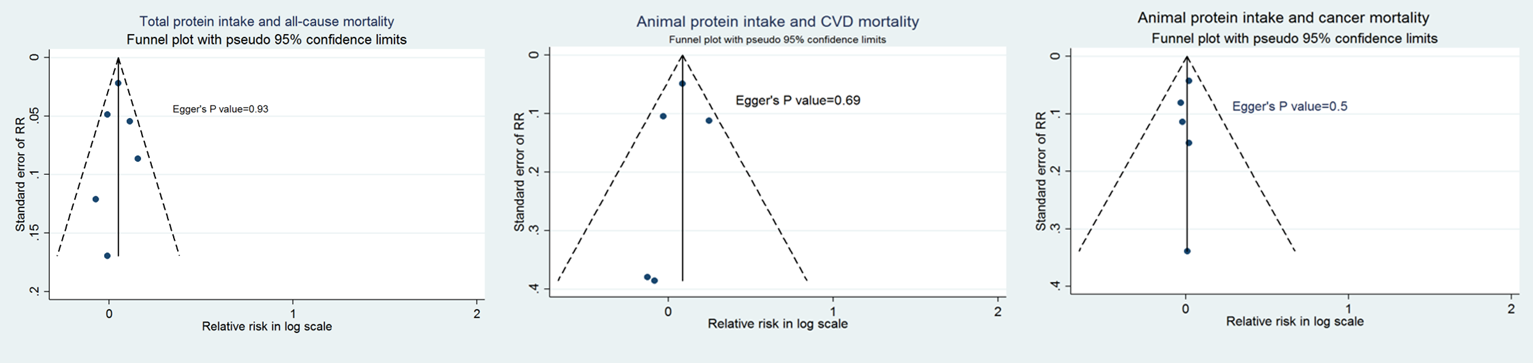 Total protein intake and all-cause mortality
Funnel plot with pseudo 95% confidence limits
Egger's P value=0.93
Standard error of RR
0
.05
.1
.15
.2
0
1
2
Relative risk in log scale
Animal protein intake and CVD mortality
Funnel plot with pseudo 95% confidence limits
Egger's P value=0.69
Standard error of RR
0
.1
.2
.3
.4
0
1
2
Relative risk in log scale
Animal protein intake and cancer mortality
Funnel plot with pseudo 95% confidence limits
Egger's P value=0.5
Standard error of RR
0
.1
.2
.3
.4
0
1
2
Relative risk in log scale